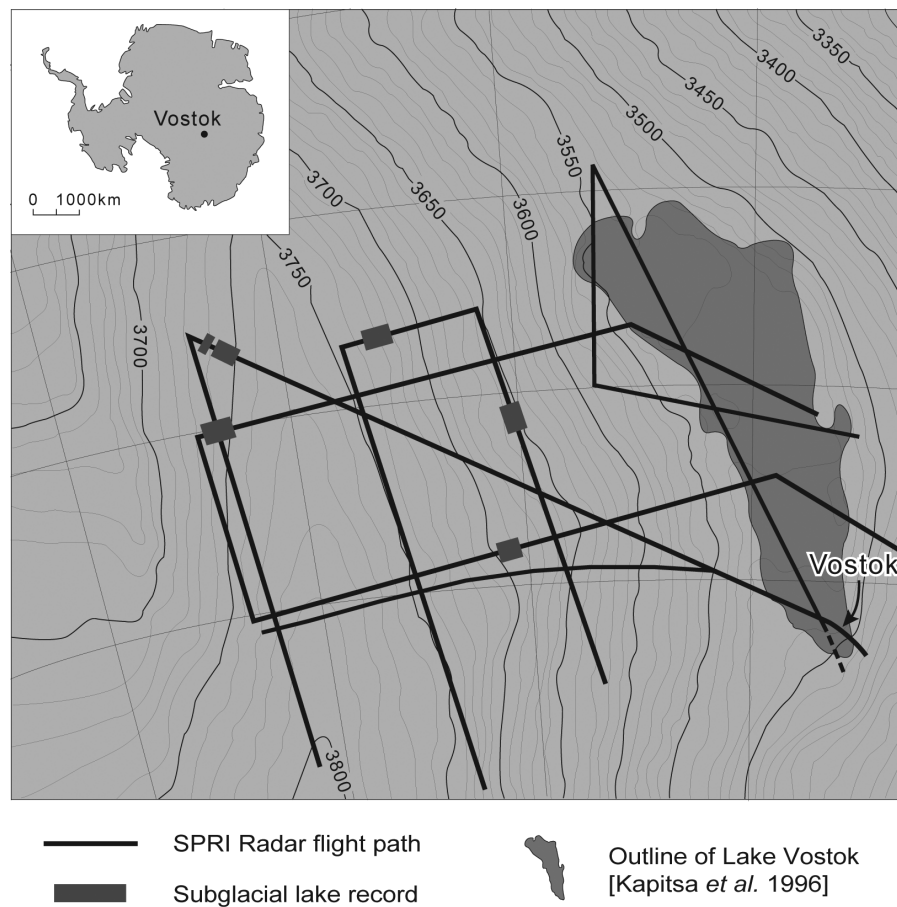 Vostok
0 1000km
3350
3400
3450
3500
3550
3600
3650
3700
3750
3700
3800
Vostok
SPRI Radar flight path
Subglacial lake record
Outline of Lake Vostok
[Kapitsa et al. 1996]